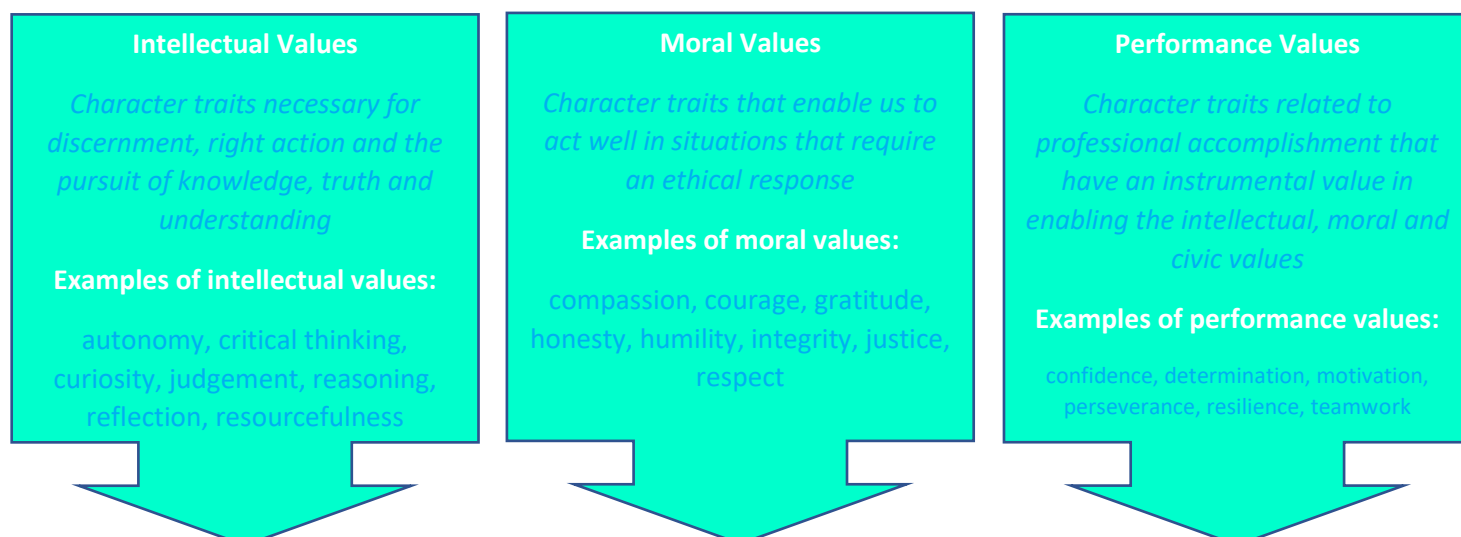 Intellectual Values
Character traits necessary for
discernment, right action and the
pursuit of knowledge, truth and
understanding
Examples of intellectual values:
autonomy, critical thinking,
curiosity, judgement, reasoning,
reflection, resourcefulness
Moral Values
Character traits that enable us to
act well in situations that require
an ethical response
Examples of moral values:
compassion, courage, gratitude,
honesty, humility, integrity, justice,
respect
Performance Values
Character traits related to
professional accomplishment that
have an instrumental value in
enabling the intellectual, moral and
civic values
Examples of performance values:
confidence, determination, motivation,
perseverance, resilience, teamwork